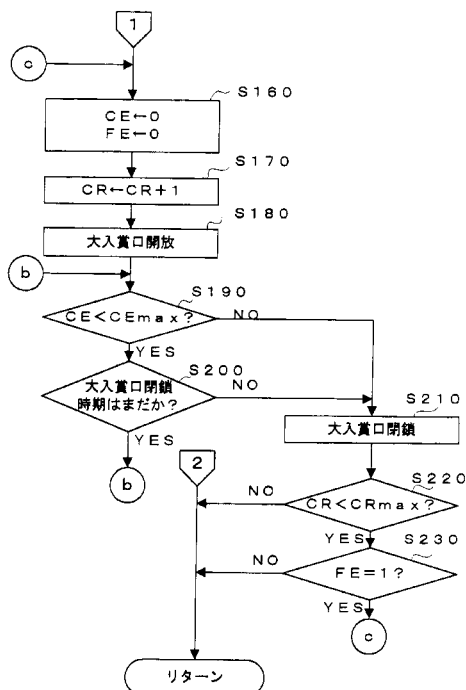 1
c
S160
CE←0
FE←0
S170
CR←CR+1
S180
大入賞口開放
b
S190
CE<CEmax?
NO
YES
S200
大入賞口閉鎖
時期はまだか?
NO
YES
b
S210
大入賞口閉鎖
2
S220
CR<CRmax?
NO
YES
S230
FE=1?
NO
YES
c
リターン